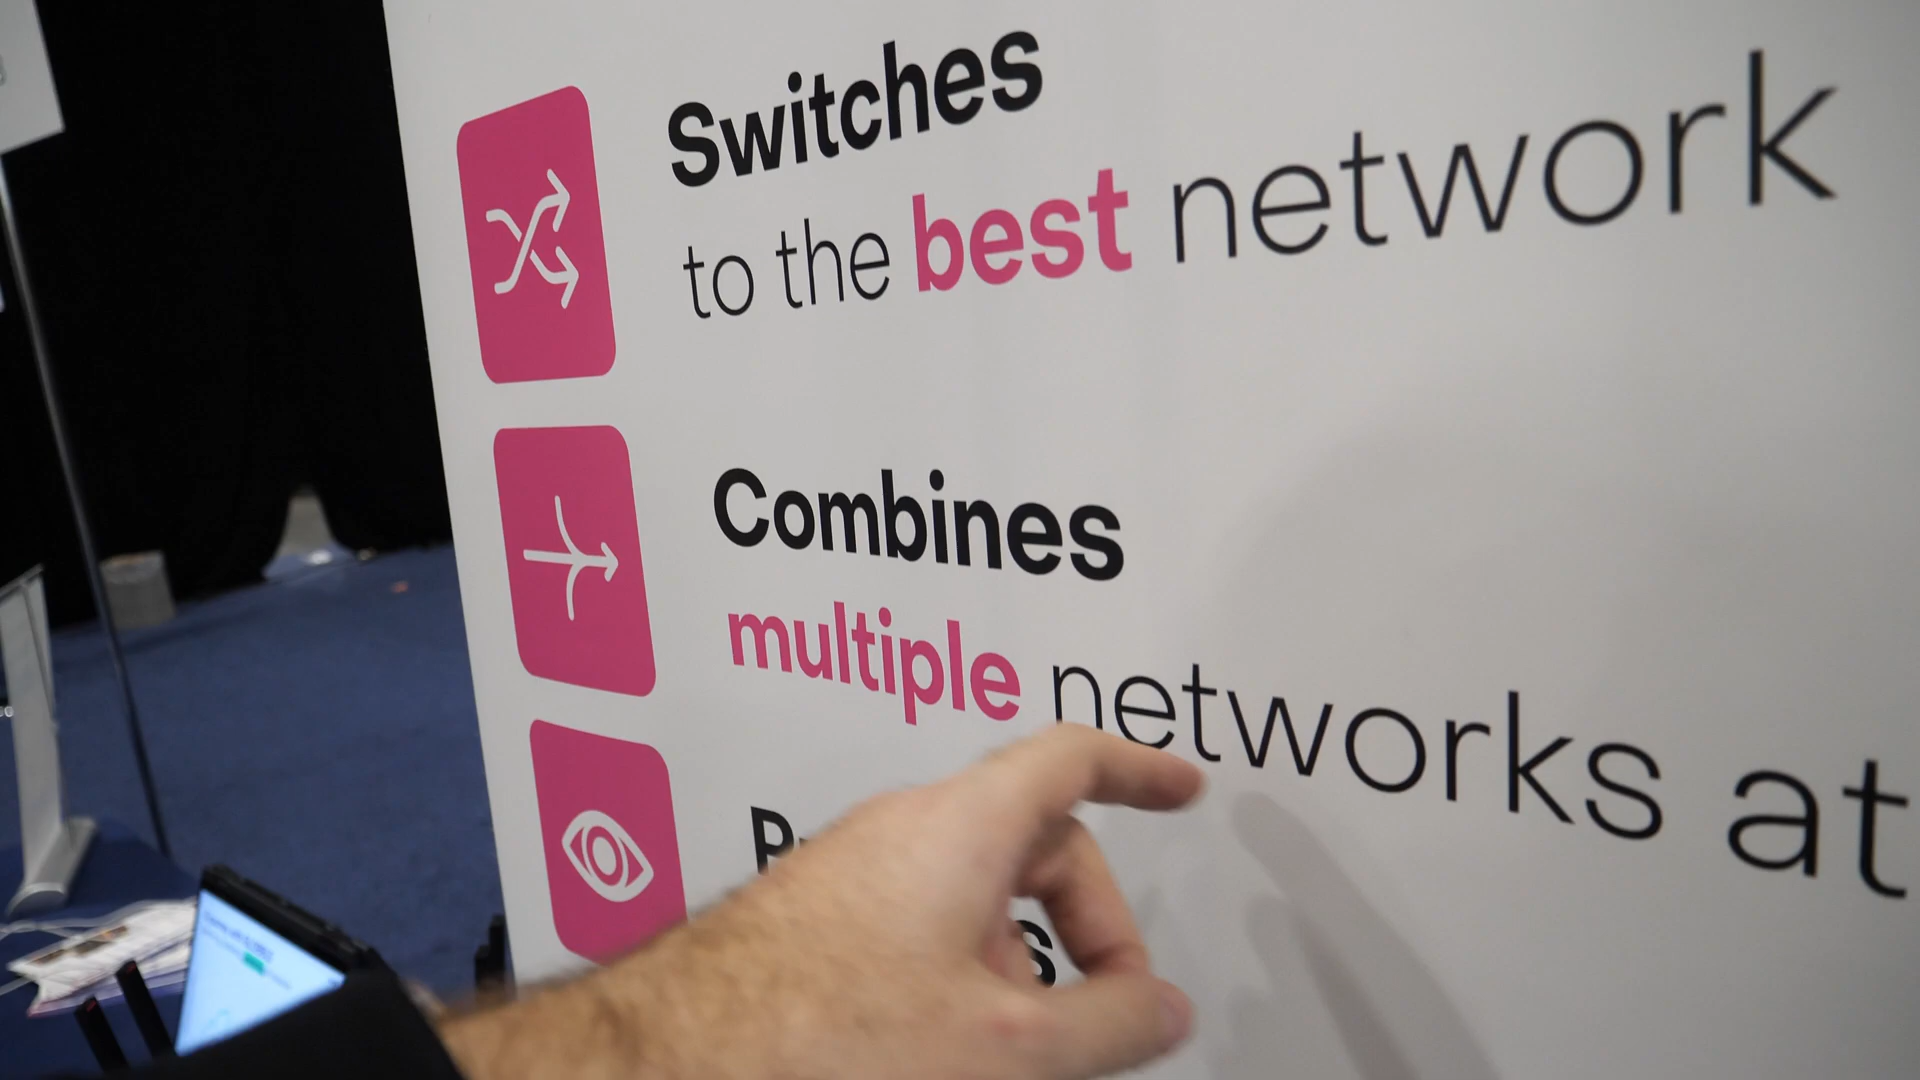 Switches
to the best network
Combines
multiple networks at